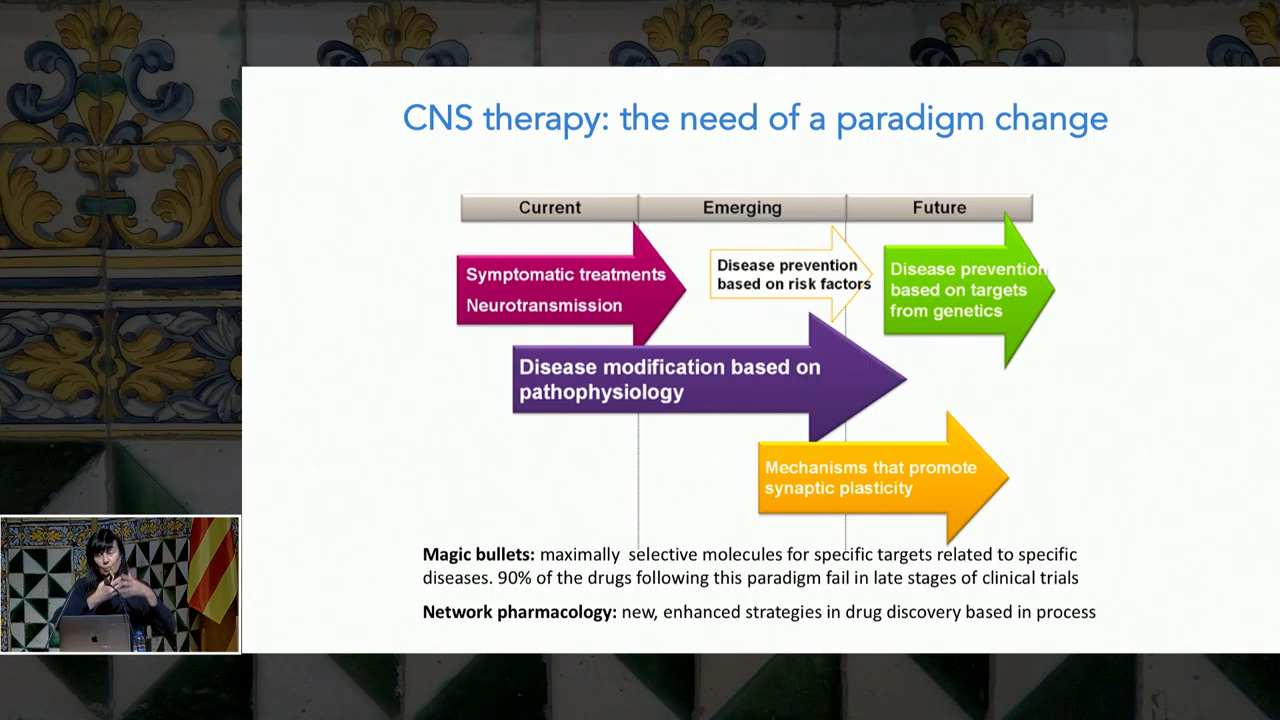 CNS therapy: the need of a paradigm change
Current
Emerging
Future
Symptomatic treatments
Neurotransmission
Disease prevention
based on risk factors
Disease prevention
based on targets
from genetics
Disease modification based on
pathophysiology
Mechanisms that promote
synaptic plasticity
Magic bullets: maximally selective molecules for specific targets related to specific
diseases. 90% of the drugs following this paradigm fail in late stages of clinical trials
Network pharmacology: new, enhanced strategies in drug discovery based in process